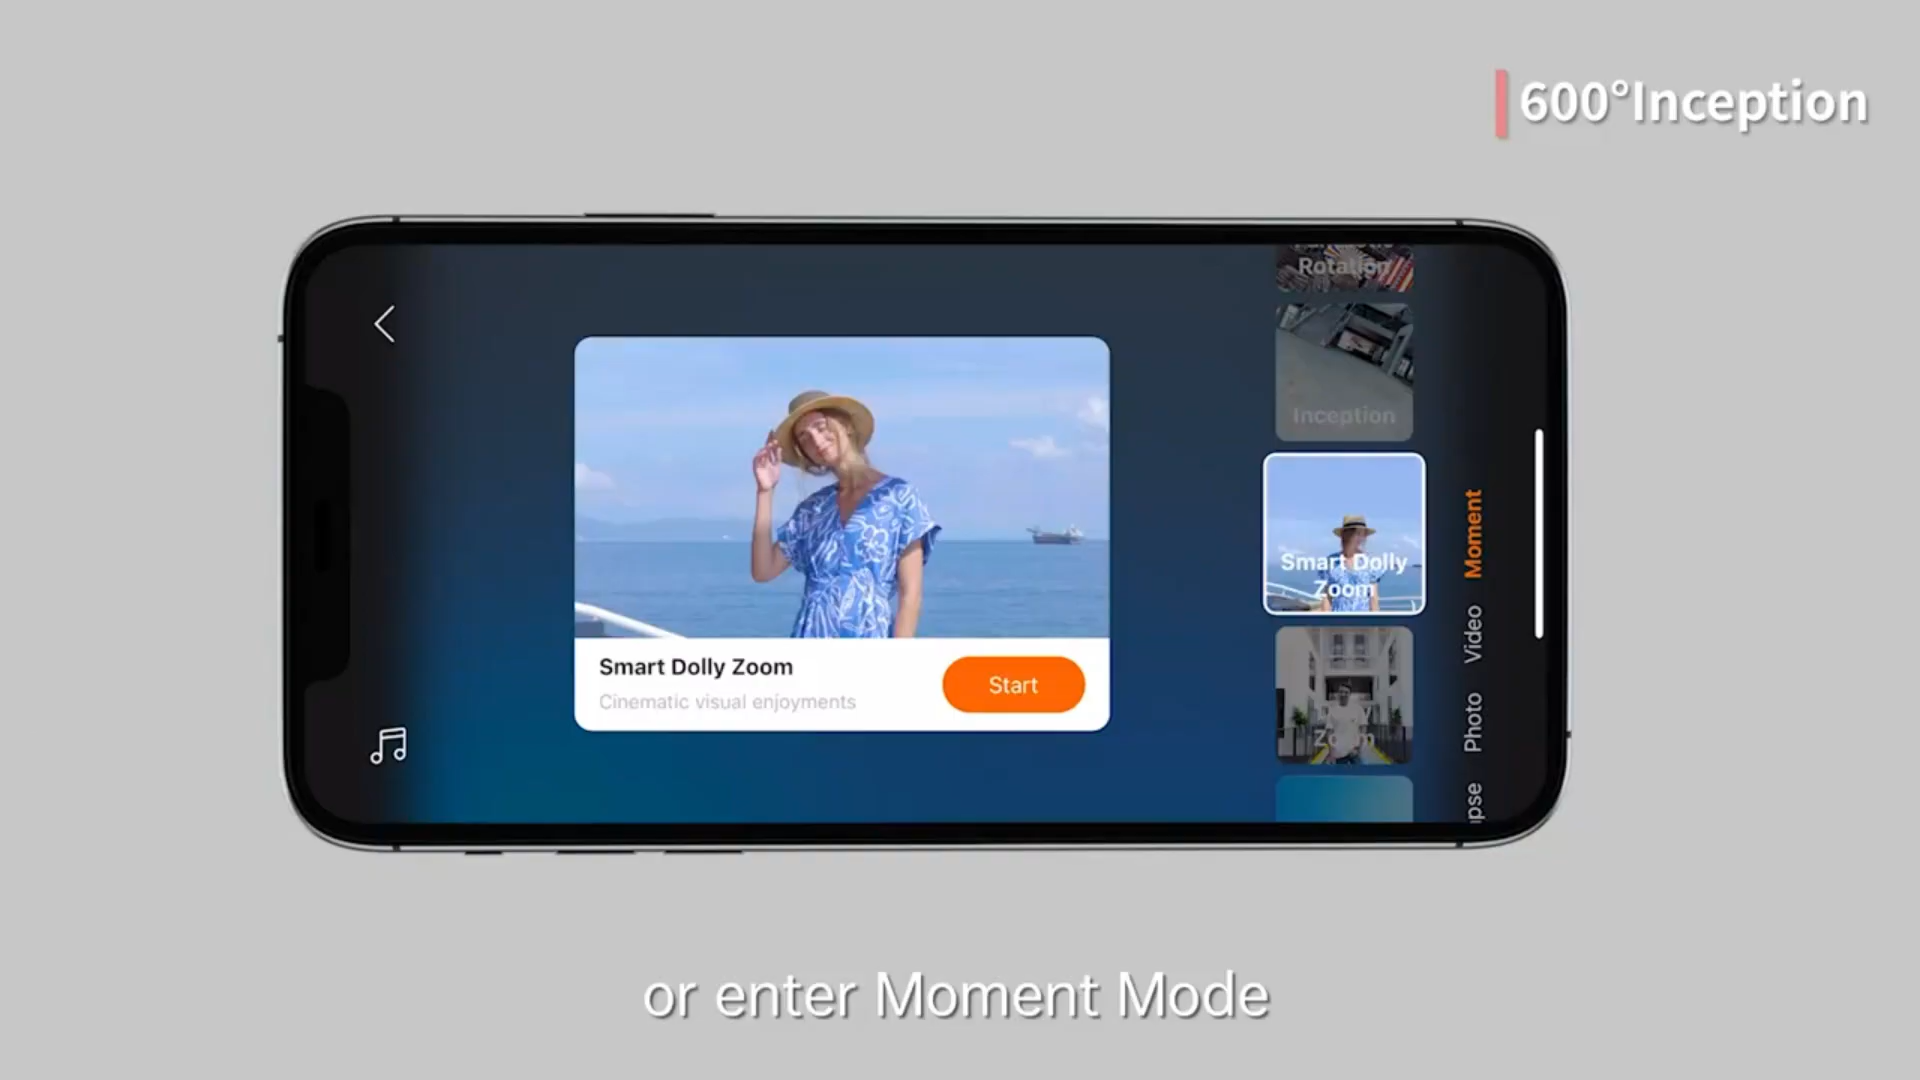 600°Inception
Rotation
Inception
Smart Dolly
Zoom
Zoom
Moment
Video
Photo
Smart Dolly Zoom
Cinematic visual enjoyments
Start
or enter Moment Mode